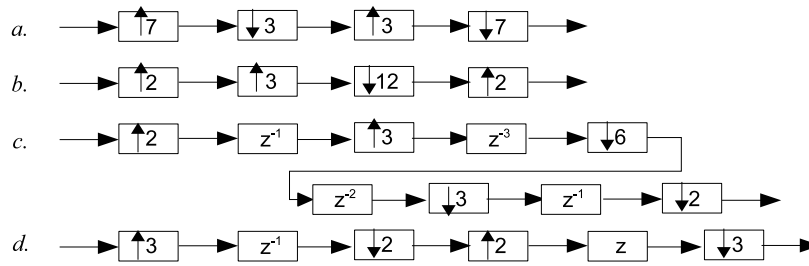 a. ↑7 ↓3 ↑3 ↓7
b. ↑2 ↑3 ↓12 ↑2
c. ↑2 z⁻¹ ↑3 z⁻³ ↓6
z⁻² ↓3 z⁻¹ ↓2
d. ↑3 z⁻¹ ↓2 ↑2 z ↓3